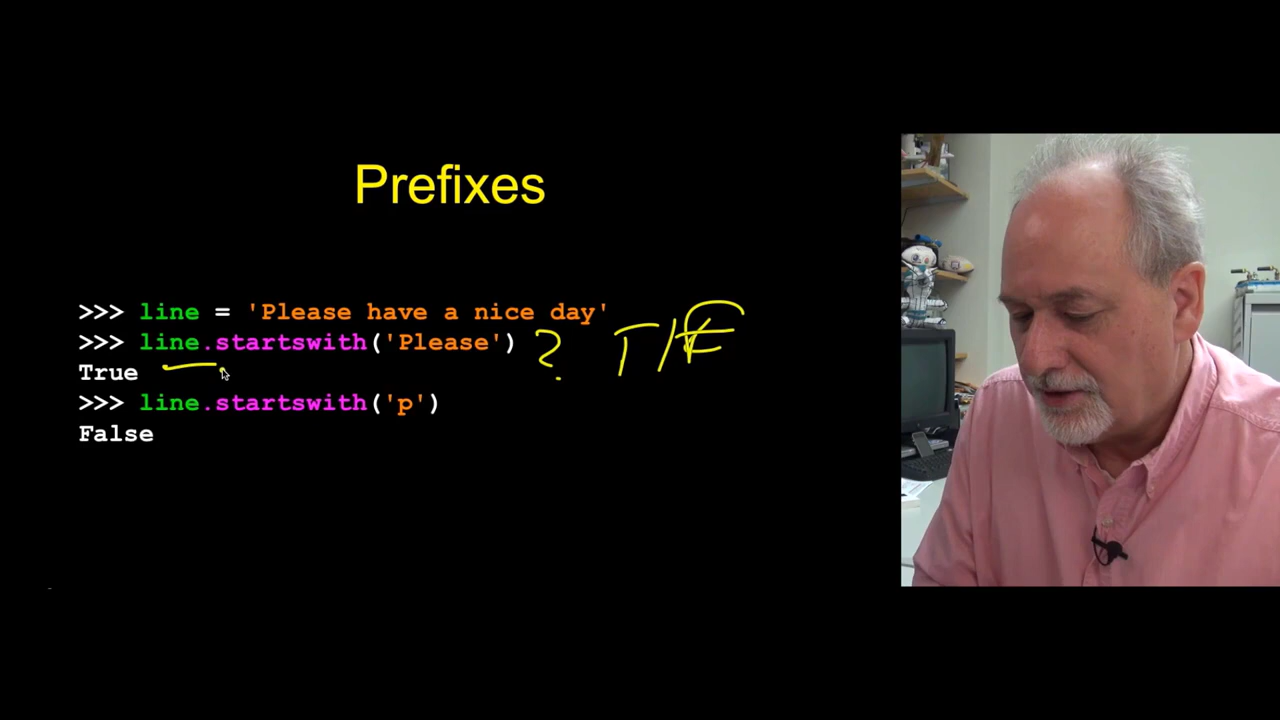 Prefixes
>>> line = 'Please have a nice day'
>>> line.startswith('Please') ? T/F
True
>>> line.startswith('p')
False